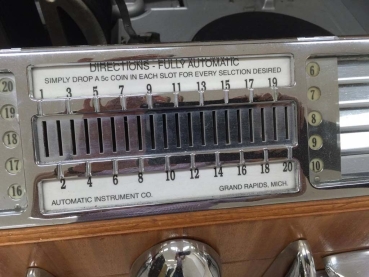 DIRECTIONS - FULLY AUTOMATIC
SIMPLY DROP A 5c COIN IN EACH SLOT FOR EVERY SELCTION DESIRED
1 3 5 7 9 11 13 15 17 19
2 4 6 8 10 12 14 16 18 20
AUTOMATIC INSTRUMENT CO. GRAND RAPIDS, MICH.
20
19
18
17
16
6
7
8
9
10